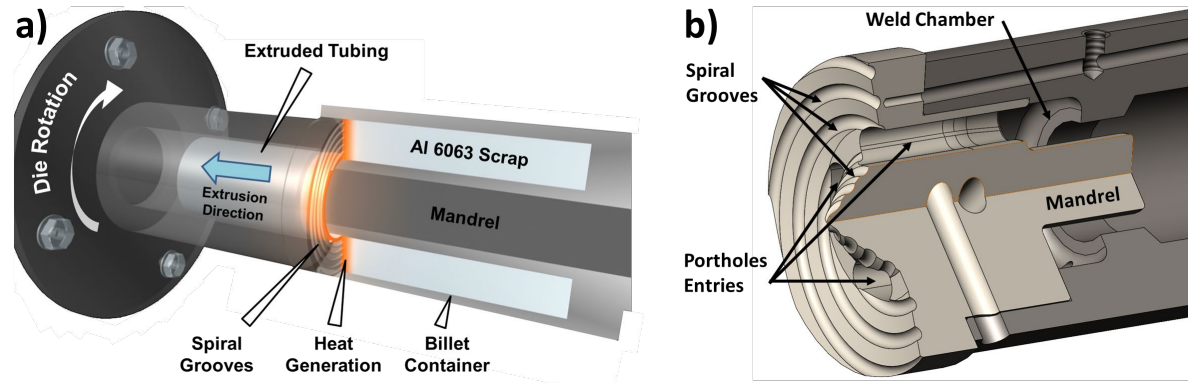 a)
Extruded Tubing
Die Rotation
Al 6063 Scrap
Extrusion
Direction
Mandrel
Spiral
Grooves
Heat
Generation
Billet
Container
b)
Weld Chamber
Spiral
Grooves
Mandrel
Portholes
Entries